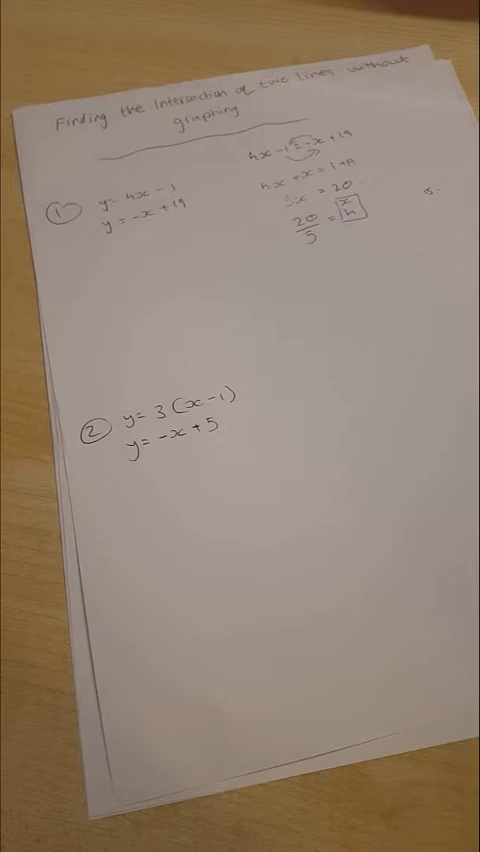 Finding the Intersection of two lines without
graphing
① y = 4x - 1
y = -x + 19
4x - 1 = -x + 19
4x + x = 1 + 19
5x = 20
20/5 = x
4
② y = 3 (x - 1)
y = -x + 5